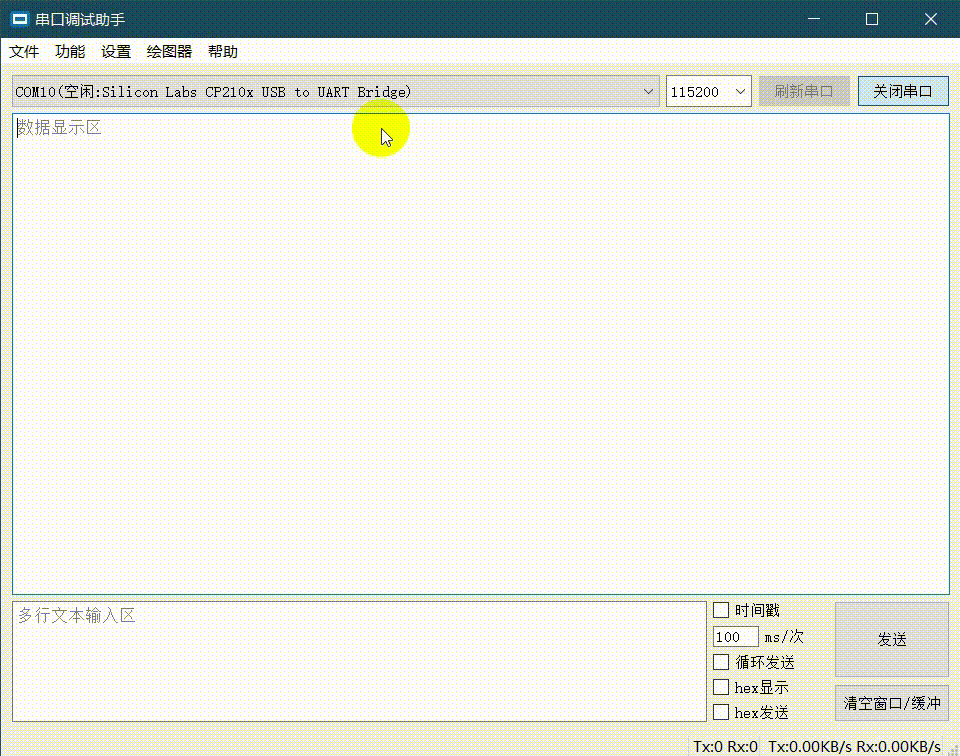 串口调试助手
文件 功能 设置 绘图器 帮助
COM10(空闲:Silicon Labs CP210x USB to UART Bridge) 115200 刷新串口 关闭串口
数据显示区
多行文本输入区
时间戳
100 ms/次
循环发送
hex显示
hex发送
发送
清空窗口/缓冲
Tx:0 Rx:0 Tx:0.00KB/s Rx:0.00KB/s